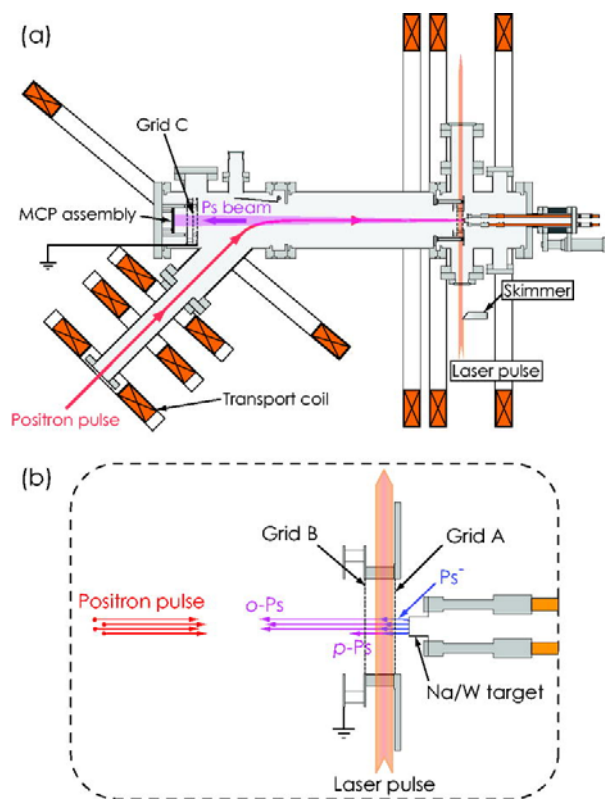 (a)
Grid C
MCP assembly
Ps beam
Skimmer
Laser pulse
Transport coil
Positron pulse
(b)
Grid B
Grid A
Ps⁻
Positron pulse
o-Ps
p-Ps
Na/W target
Laser pulse